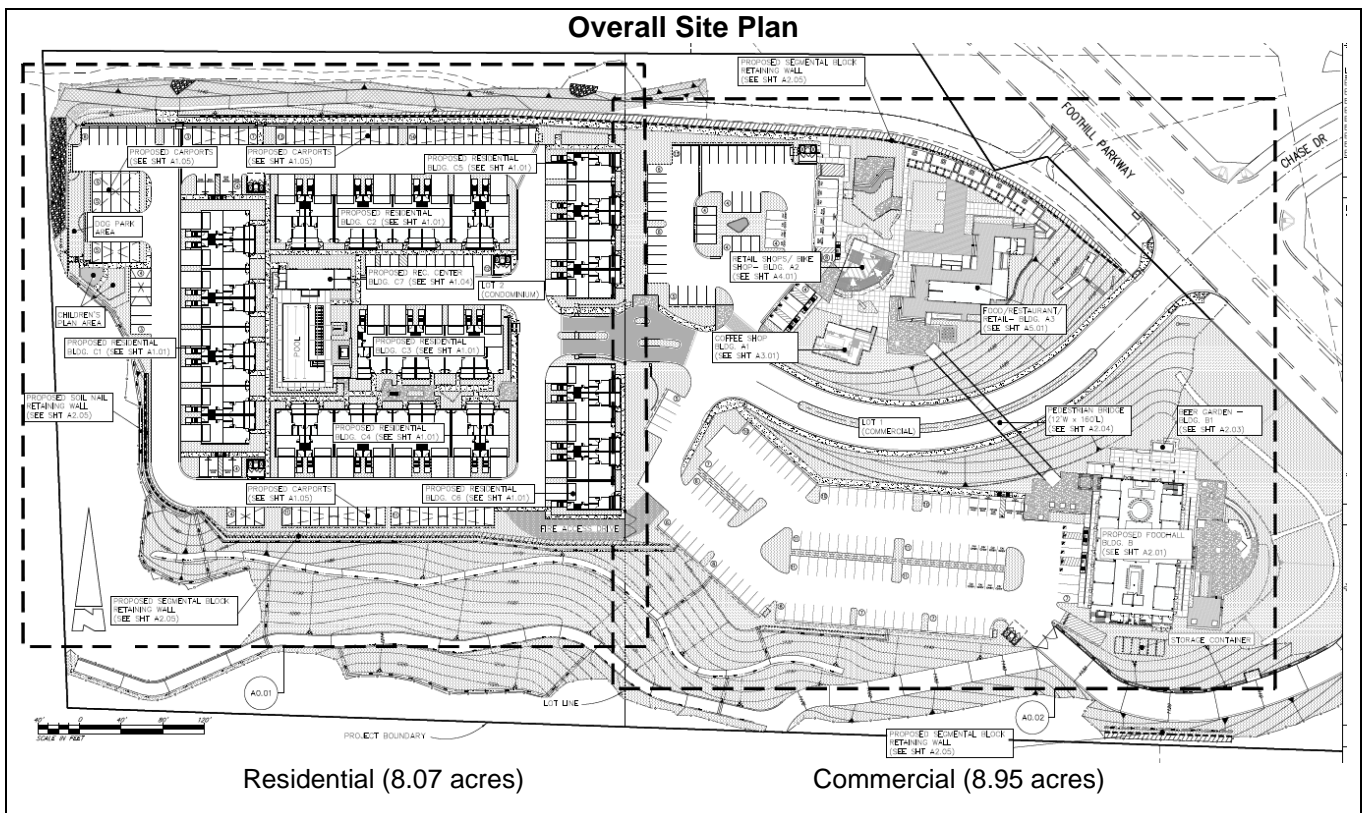 Overall Site Plan
PROPOSED SEGMENTAL BLOCK
RETAINING WALL
(SEE SHT A2.05)
FOOTHILL PARKWAY
CHASE DR
PROPOSED CARPORTS
(SEE SHT A1.05)
PROPOSED CARPORTS
(SEE SHT A1.05)
PROPOSED RESIDENTIAL
BLDG. C5 (SEE SHT A1.01)
PROPOSED RESIDENTIAL
BLDG. C2 (SEE SHT A1.01)
DOG PARK
AREA
PROPOSED REC. CENTER
C7 (SEE SHT A1.04)
LOT 2
(CONDOMINIUM)
RETAIL SHOPS/ BIKE
SHOP- BLDG. A2
(SEE SHT A4.01)
FOOD/RESTAURANT/
RETAIL- BLDG. A3
(SEE SHT A5.01)
CHILDREN'S
PLAN AREA
PROPOSED RESIDENTIAL
BLDG. C1 (SEE SHT A1.01)
POOL
PROPOSED RESIDENTIAL
BLDG. C3 (SEE SHT A1.01)
COFFEE SHOP
BLDG. A1
(SEE SHT A3.01)
PROPOSED SOIL NAIL
RETAINING WALL
(SEE SHT A2.05)
PROPOSED RESIDENTIAL
BLDG. C4 (SEE SHT A1.01)
LOT 1
(COMMERCIAL)
PEDESTRIAN BRIDGE
(12'W x 160'L)
(SEE SHT A2.04)
BEER GARDEN -
BLDG. B1
(SEE SHT A2.03)
PROPOSED CARPORTS
(SEE SHT A1.05)
PROPOSED RESIDENTIAL
BLDG. C6 (SEE SHT A1.01)
FIRE ACCESS DRIVE
PROPOSED FOODHALL
BLDG. B
(SEE SHT A2.01)
PROPOSED SEGMENTAL BLOCK
RETAINING WALL
(SEE SHT A2.05)
STORAGE CONTAINER
N
A0.01
LOT LINE
A0.02
40' 0 40' 80' 120'
SCALE IN FEET
PROJECT BOUNDARY
PROPOSED SEGMENTAL BLOCK
RETAINING WALL
(SEE SHT A2.05)
Residential (8.07 acres)
Commercial (8.95 acres)